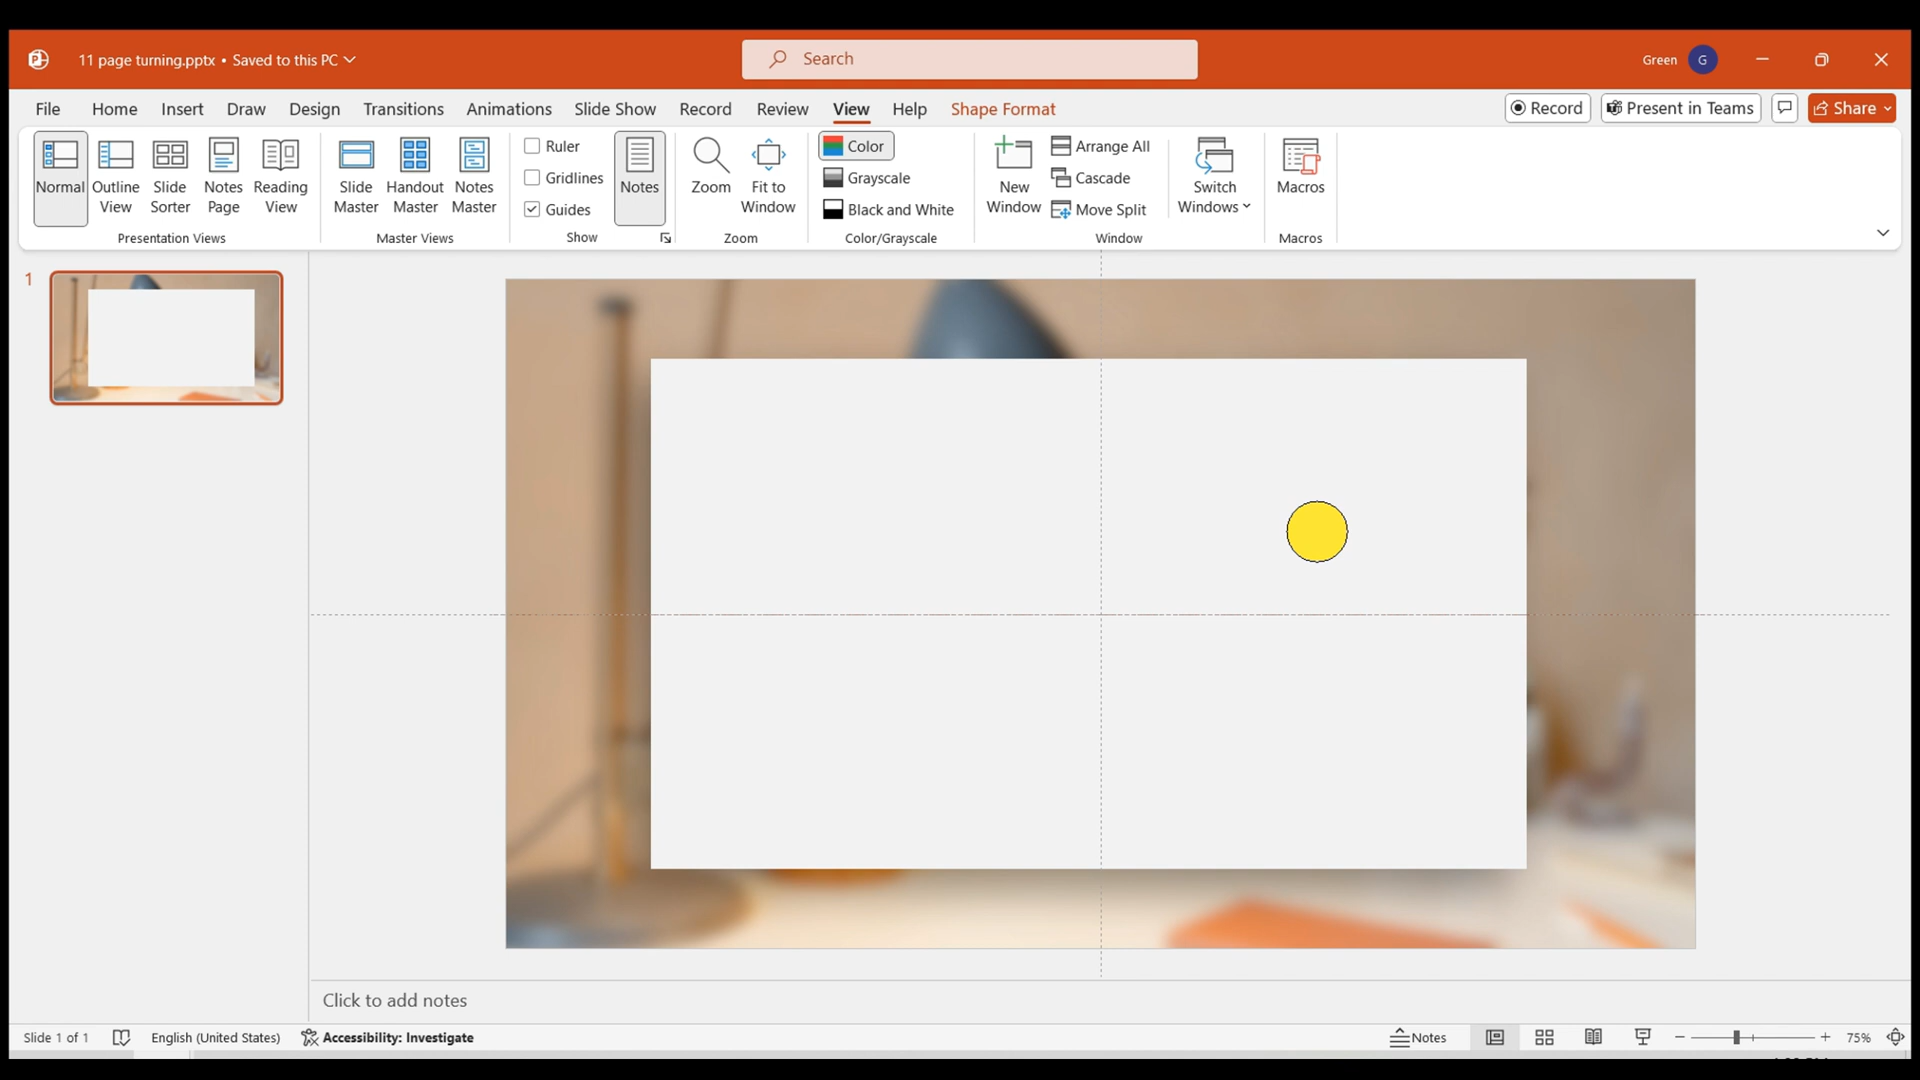 11 page turning.pptx • Saved to this PC
Search
Green G
File Home Insert Draw Design Transitions Animations Slide Show Record Review View Help Shape Format
Record Present in Teams Share
Normal
Outline View
Slide Sorter
Notes Page
Reading View
Presentation Views
Slide Master
Handout Master
Notes Master
Master Views
Ruler
Gridlines
Guides
Notes
Show
Zoom
Fit to Window
Zoom
Color
Grayscale
Black and White
Color/Grayscale
New Window
Arrange All
Cascade
Move Split
Switch Windows
Window
Macros
Macros
1
Click to add notes
Slide 1 of 1 English (United States) Accessibility: Investigate Notes 75%